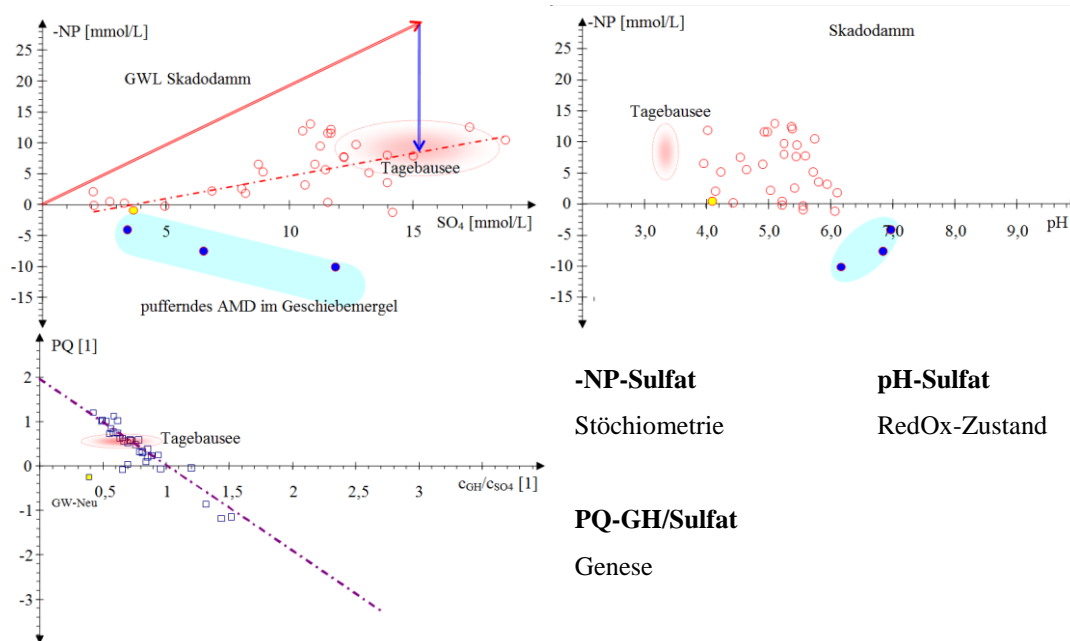 -NP [mmol/L]
25
20
15
10
5
0
-5
-10
-15
GWL Skadodamm
Tagebausee
5
10
15
SO4 [mmol/L]
pufferndes AMD im Geschiebemergel
-NP [mmol/L]
Skadodamm
25
20
15
10
5
0
-5
-10
-15
Tagebausee
3,0
4,0
5,0
6,0
7,0
8,0
9,0
pH
-
PQ [1]
2
1
0
-1
-2
-3
Tagebausee
0,5
1
1,5
2
2,5
3
cGH/cSO4 [1]
GW-Neu
-NP-Sulfat
Stöchiometrie
pH-Sulfat
RedOx-Zustand
PQ-GH/Sulfat
Genese